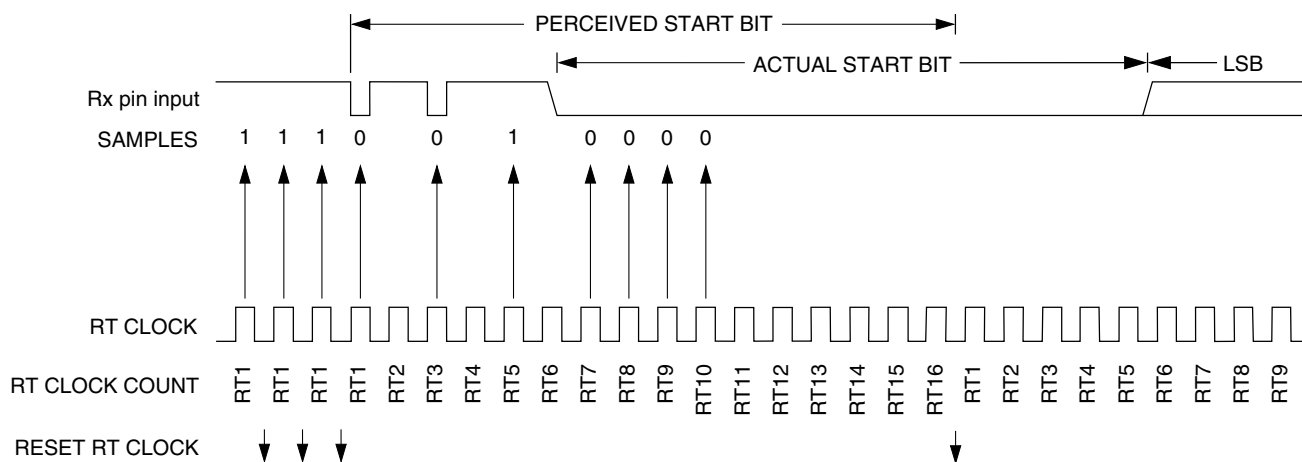 PERCEIVED START BIT
ACTUAL START BIT LSB
Rx pin input
SAMPLES 1 1 1 0 0 1 0 0 0 0
RT CLOCK
RT CLOCK COUNT RT1 RT1 RT1 RT1 RT2 RT3 RT4 RT5 RT6 RT7 RT8 RT9 RT10 RT11 RT12 RT13 RT14 RT15 RT16 RT1 RT2 RT3 RT4 RT5 RT6 RT7 RT8 RT9
RESET RT CLOCK